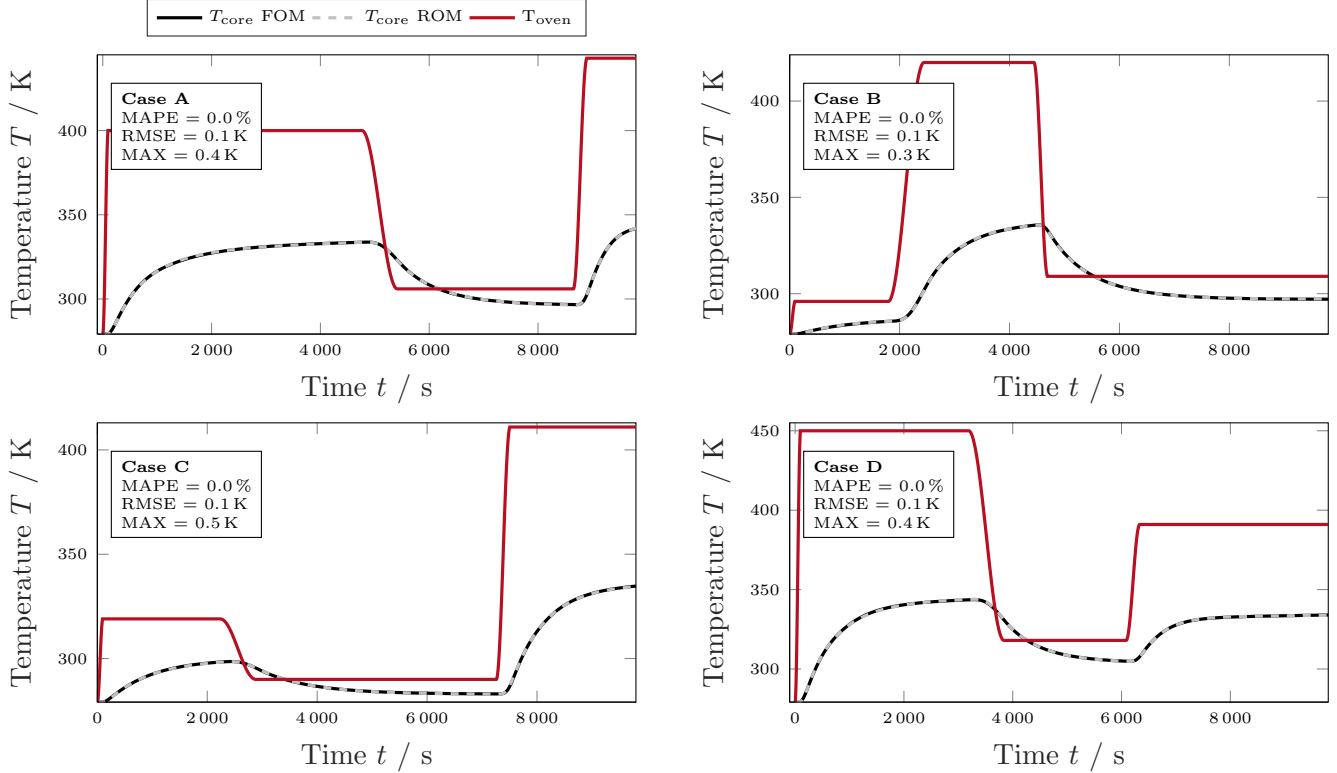 T_core FOM T_core ROM T_oven
Case A
MAPE = 0.0 %
RMSE = 0.1 K
MAX = 0.4 K
400
350
300
0 2 000 4 000 6 000 8 000
Temperature T / K
Time t / s
Case B
MAPE = 0.0 %
RMSE = 0.1 K
MAX = 0.3 K
400
350
300
0 2 000 4 000 6 000 8 000
Temperature T / K
Time t / s
Case C
MAPE = 0.0 %
RMSE = 0.1 K
MAX = 0.5 K
400
350
300
0 2 000 4 000 6 000 8 000
Temperature T / K
Time t / s
Case D
MAPE = 0.0 %
RMSE = 0.1 K
MAX = 0.4 K
450
400
350
300
0 2 000 4 000 6 000 8 000
Temperature T / K
Time t / s